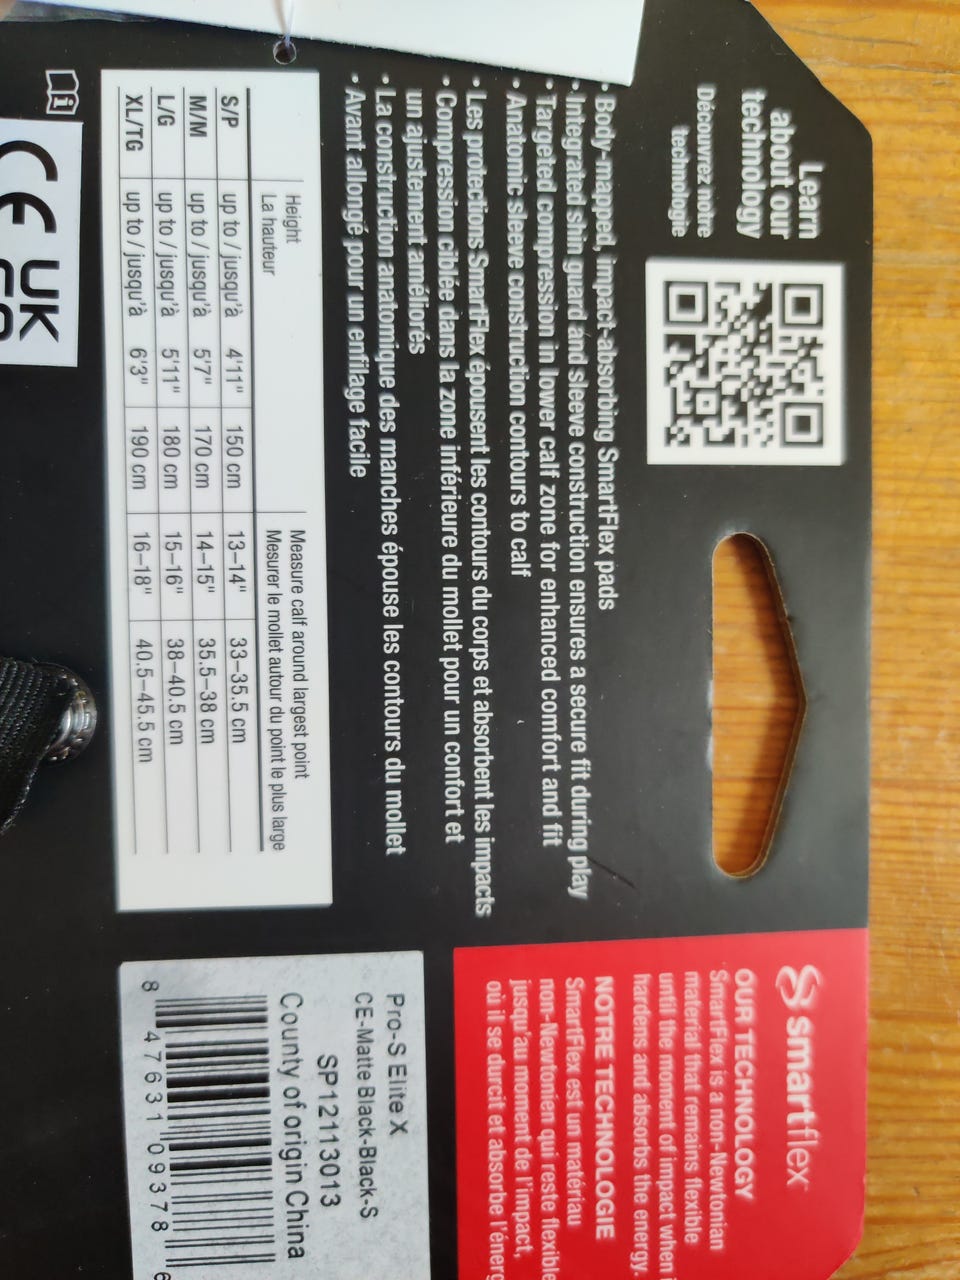 Learn
about our
technology
Découvrez notre
technologie
• Body-mapped, impact-absorbing SmartFlex pads
• Integrated shin guard and sleeve construction ensures a secure fit during play
• Targeted compression in lower calf zone for enhanced comfort and fit
• Anatomic sleeve construction contours to calf
• Les protections SmartFlex épousent les contours du corps et absorbent les impacts
• Compression ciblée dans la zone inférieure du mollet pour un confort et
un ajustement améliorés
• La construction anatomique des manches épouse les contours du mollet
• Avant allongé pour un enfilage facile
Height Measure calf around largest point
La hauteur Mesurer le mollet autour du point le plus large
S/P up to / jusqu'à 4'11" 150 cm 13–14" 33–35.5 cm
M/M up to / jusqu'à 5'7" 170 cm 14–15" 35.5–38 cm
L/G up to / jusqu'à 5'11" 180 cm 15–16" 38–40.5 cm
XL/TG up to / jusqu'à 6'3" 190 cm 16–18" 40.5–45.5 cm
CE UK
smartflex
OUR TECHNOLOGY
SmartFlex is a non-Newtonian
material that remains flexible
until the moment of impact when
hardens and absorbs the energy.
NOTRE TECHNOLOGIE
SmartFlex est un matériau
non-Newtonien qui reste flexible
jusqu'au moment de l'impact,
où il se durcit et absorbe
Pro-S Elite X
CE-Matte Black-Black-S
SP12113013
County of origin China
8 47631 09378 6